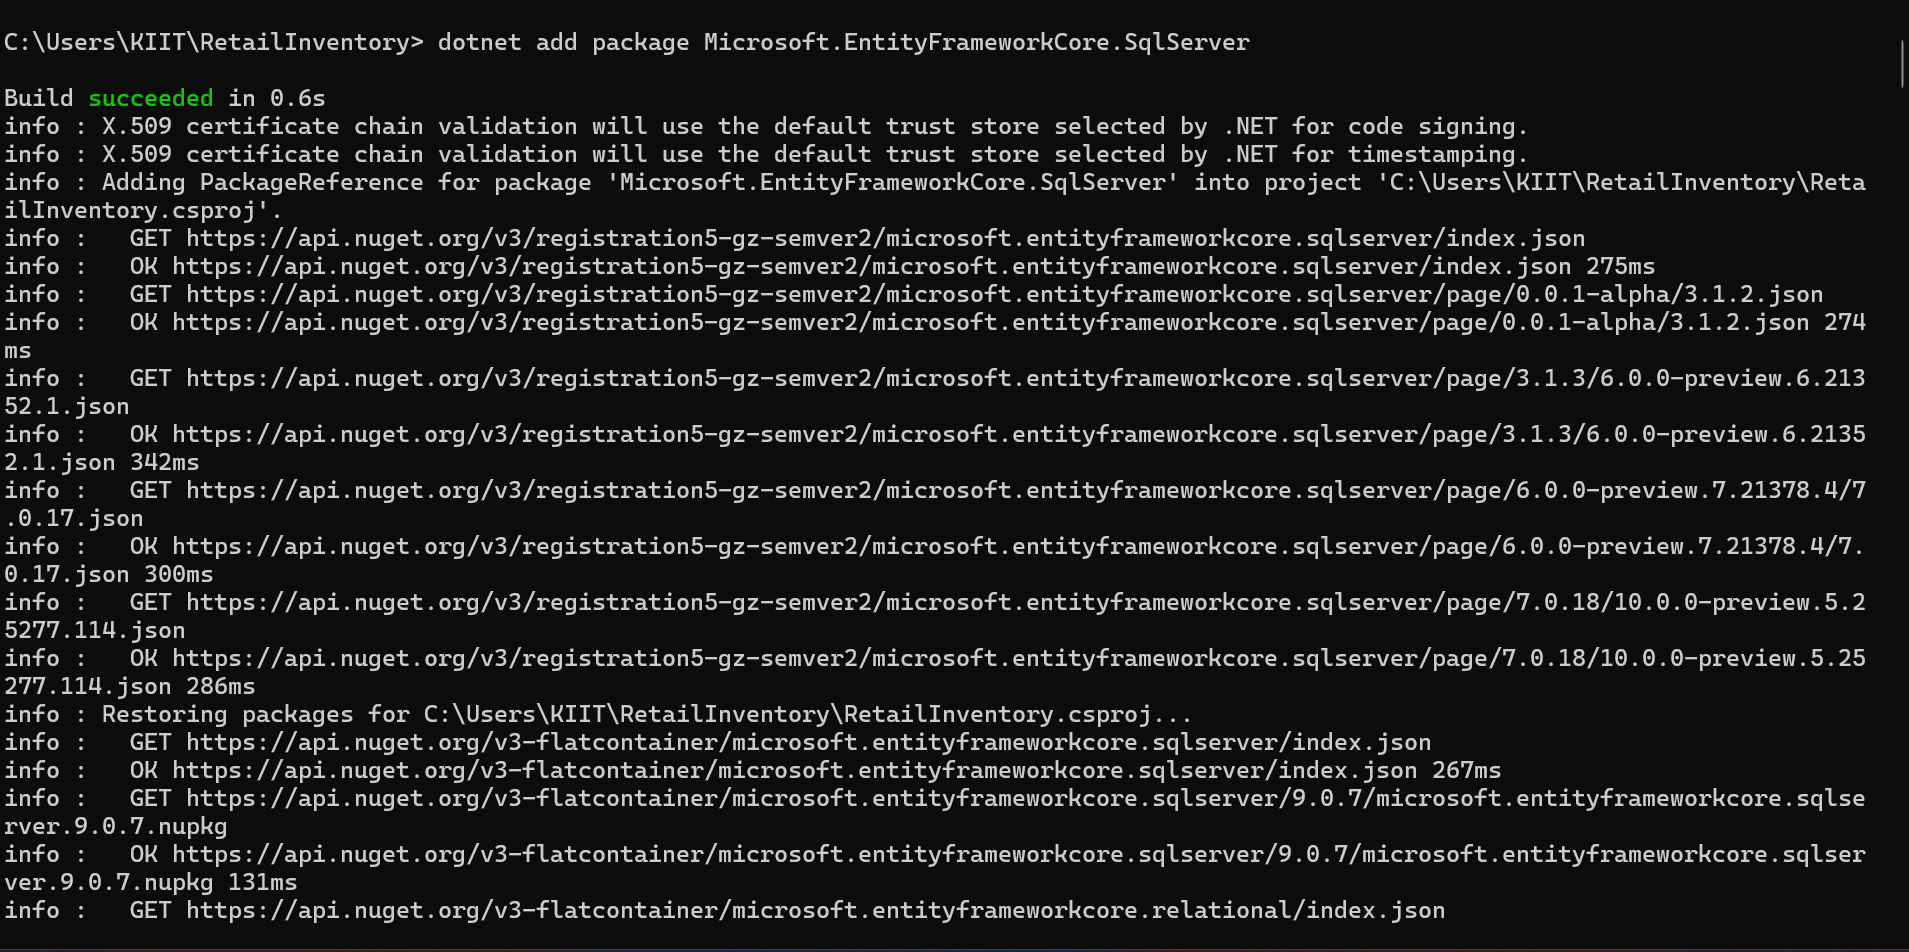 C:\Users\KIIT\RetailInventory> dotnet add package Microsoft.EntityFrameworkCore.SqlServer
Build succeeded in 0.6s
info : X.509 certificate chain validation will use the default trust store selected by .NET for code signing.
info : X.509 certificate chain validation will use the default trust store selected by .NET for timestamping.
info : Adding PackageReference for package 'Microsoft.EntityFrameworkCore.SqlServer' into project 'C:\Users\KIIT\RetailInventory\Reta
ilInventory.csproj'.
info :   GET https://api.nuget.org/v3/registration5-gz-semver2/microsoft.entityframeworkcore.sqlserver/index.json
info :   OK https://api.nuget.org/v3/registration5-gz-semver2/microsoft.entityframeworkcore.sqlserver/index.json 275ms
info :   GET https://api.nuget.org/v3/registration5-gz-semver2/microsoft.entityframeworkcore.sqlserver/page/0.0.1-alpha/3.1.2.json
info :   OK https://api.nuget.org/v3/registration5-gz-semver2/microsoft.entityframeworkcore.sqlserver/page/0.0.1-alpha/3.1.2.json 274
ms
info :   GET https://api.nuget.org/v3/registration5-gz-semver2/microsoft.entityframeworkcore.sqlserver/page/3.1.3/6.0.0-preview.6.213
52.1.json
info :   OK https://api.nuget.org/v3/registration5-gz-semver2/microsoft.entityframeworkcore.sqlserver/page/3.1.3/6.0.0-preview.6.2135
2.1.json 342ms
info :   GET https://api.nuget.org/v3/registration5-gz-semver2/microsoft.entityframeworkcore.sqlserver/page/6.0.0-preview.7.21378.4/7
.0.17.json
info :   OK https://api.nuget.org/v3/registration5-gz-semver2/microsoft.entityframeworkcore.sqlserver/page/6.0.0-preview.7.21378.4/7.
0.17.json 300ms
info :   GET https://api.nuget.org/v3/registration5-gz-semver2/microsoft.entityframeworkcore.sqlserver/page/7.0.18/10.0.0-preview.5.2
5277.114.json
info :   OK https://api.nuget.org/v3/registration5-gz-semver2/microsoft.entityframeworkcore.sqlserver/page/7.0.18/10.0.0-preview.5.25
277.114.json 286ms
info : Restoring packages for C:\Users\KIIT\RetailInventory\RetailInventory.csproj...
info :   GET https://api.nuget.org/v3-flatcontainer/microsoft.entityframeworkcore.sqlserver/index.json
info :   OK https://api.nuget.org/v3-flatcontainer/microsoft.entityframeworkcore.sqlserver/index.json 267ms
info :   GET https://api.nuget.org/v3-flatcontainer/microsoft.entityframeworkcore.sqlserver/9.0.7/microsoft.entityframeworkcore.sqlse
rver.9.0.7.nupkg
info :   OK https://api.nuget.org/v3-flatcontainer/microsoft.entityframeworkcore.sqlserver/9.0.7/microsoft.entityframeworkcore.sqlser
ver.9.0.7.nupkg 131ms
info :   GET https://api.nuget.org/v3-flatcontainer/microsoft.entityframeworkcore.relational/index.json